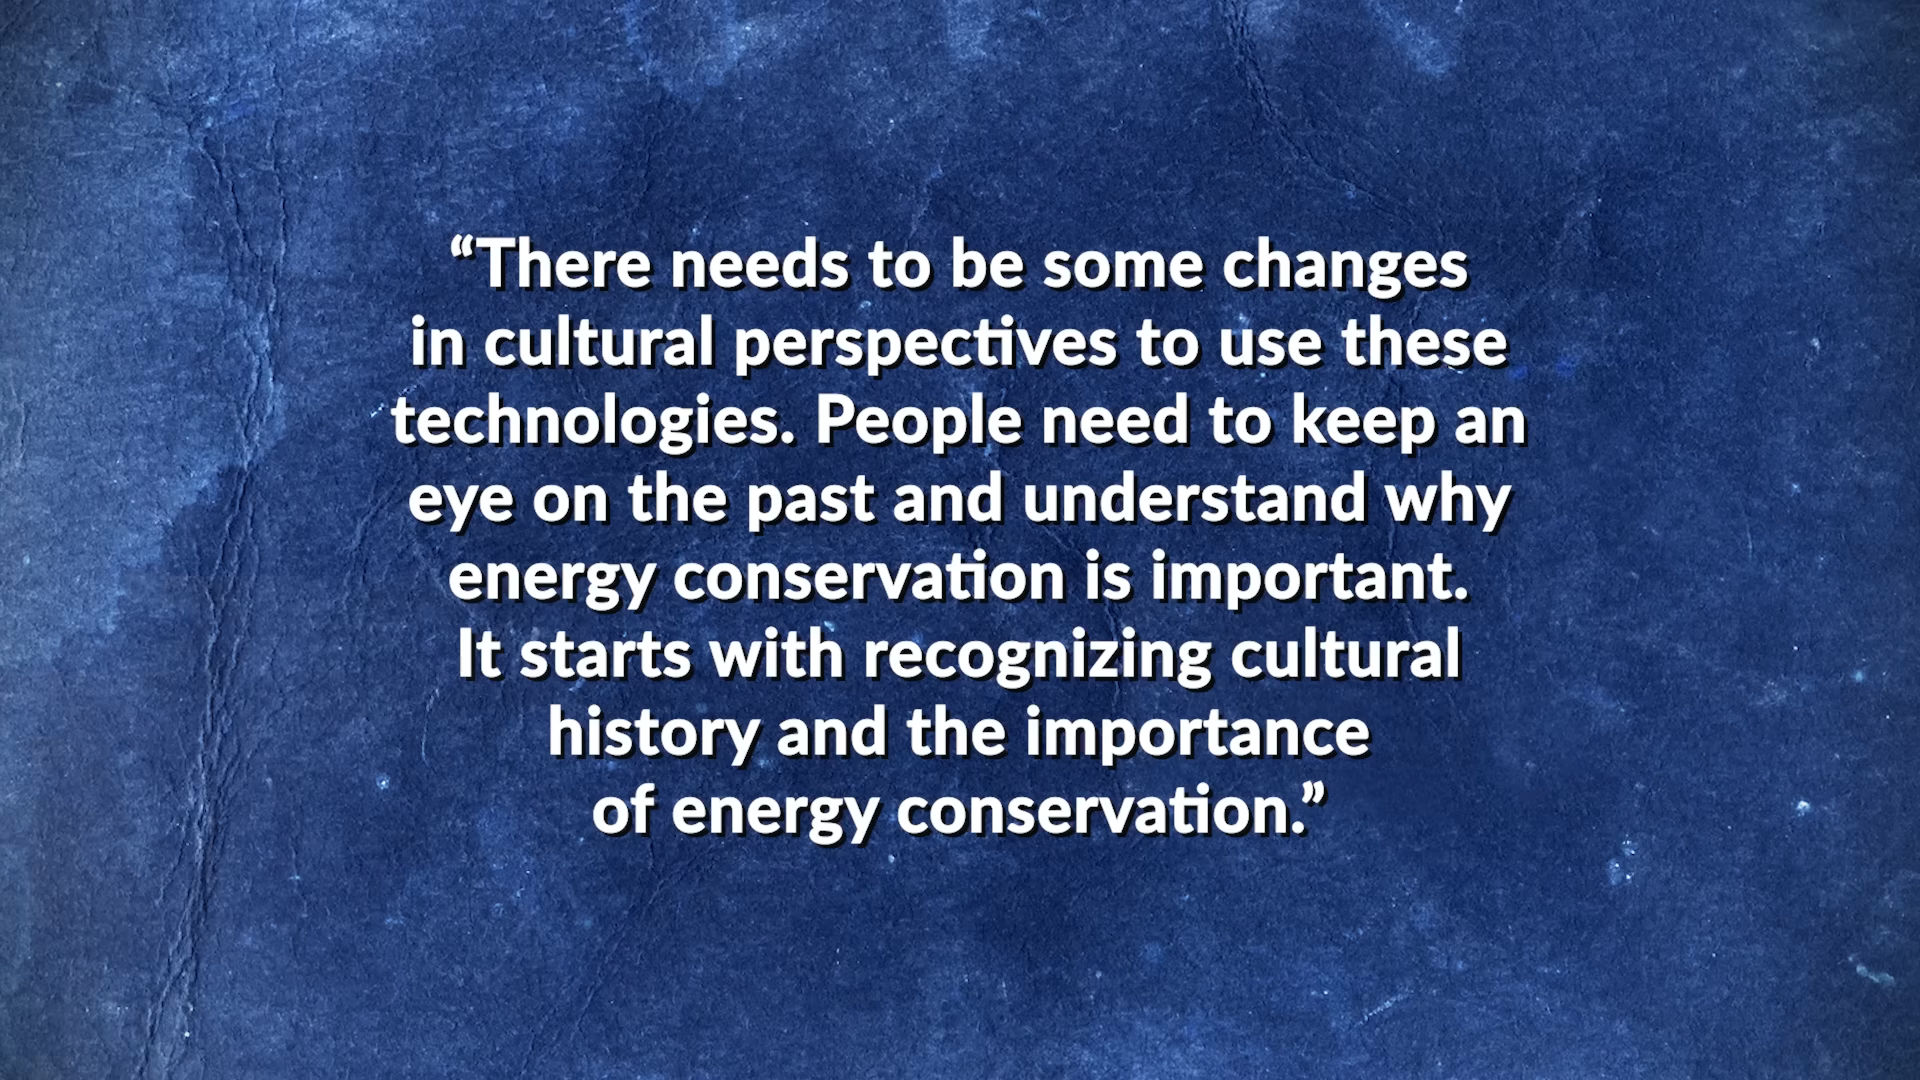 “There needs to be some changes
in cultural perspectives to use these
technologies. People need to keep an
eye on the past and understand why
energy conservation is important.
It starts with recognizing cultural
history and the importance
of energy conservation.”